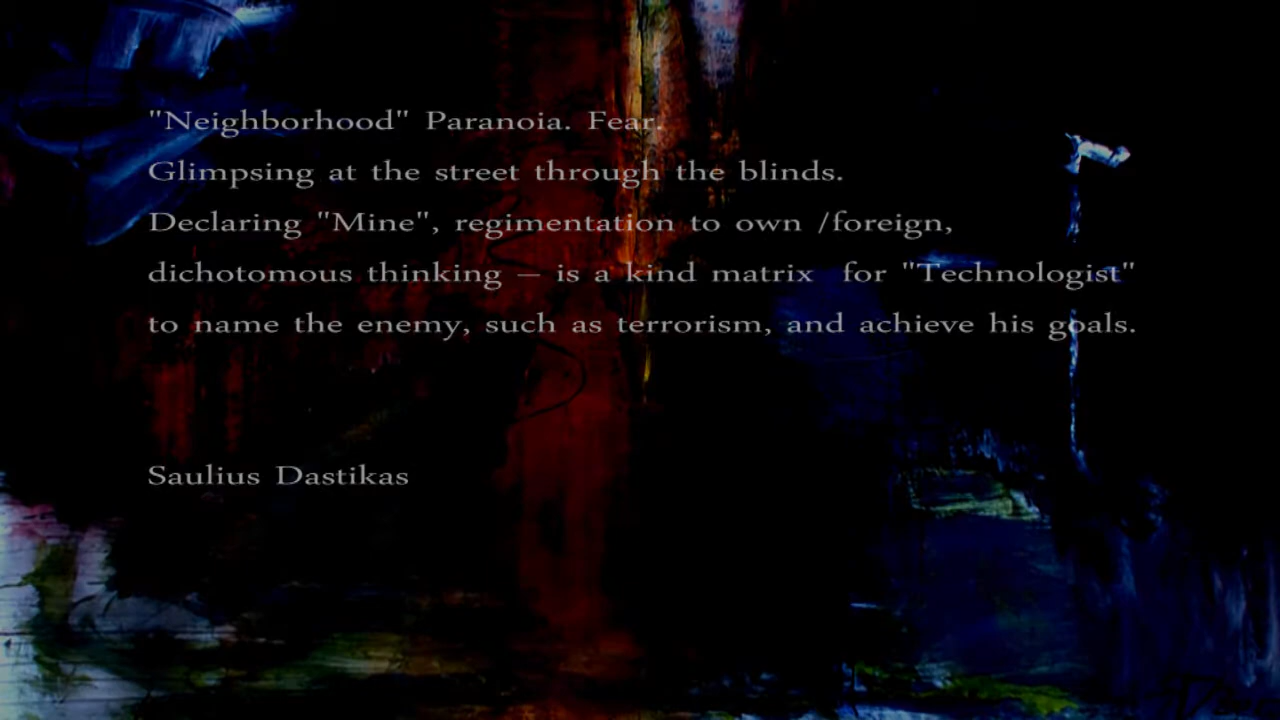 "Neighborhood" Paranoia. Fear.
Glimpsing at the street through the blinds.
Declaring "Mine", regimentation to own /foreign,
dichotomous thinking – is a kind matrix for "Technologist"
to name the enemy, such as terrorism, and achieve his goals.
Saulius Dastikas